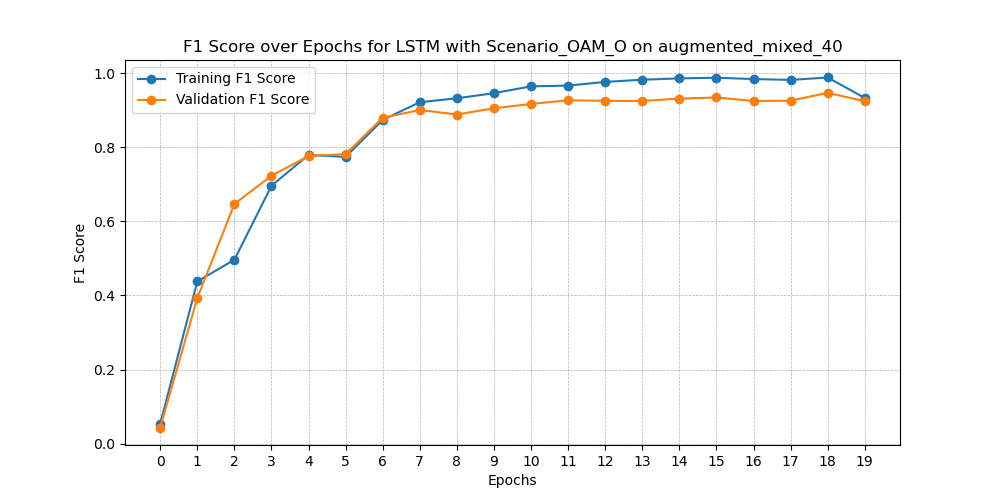 F1 Score over Epochs for LSTM with Scenario_OAM_O on augmented_mixed_40
Training F1 Score
Validation F1 Score
1.0
0.8
0.6
0.4
0.2
0.0
F1 Score
0 1 2 3 4 5 6 7 8 9 10 11 12 13 14 15 16 17 18 19
Epochs